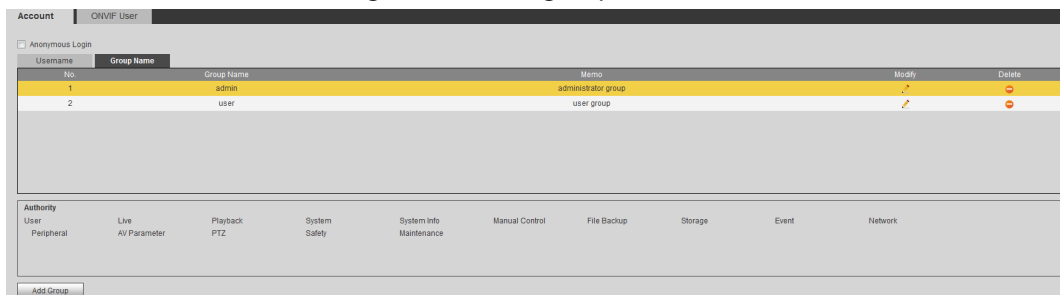 Account ONVIF User
Anonymous Login
Username Group Name
No. Group Name Memo Modify Delete
1 admin administrator group
2 user user group
Authority
User Live Playback System System Info Manual Control File Backup Storage Event Network
Peripheral AV Parameter PTZ Safety Maintenance
Add Group